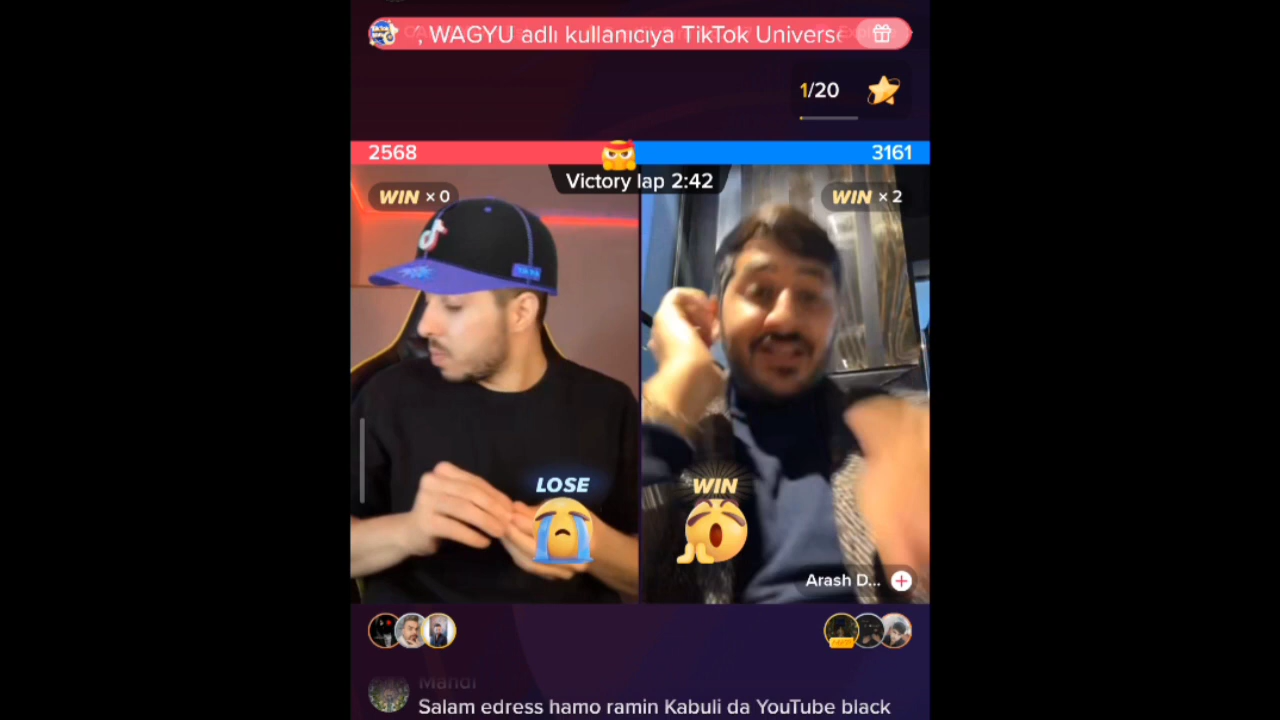 , WAGYU adlı kullanıcıya TikTok Universe
1/20
2568
3161
Victory lap 2:42
WIN × 0
WIN × 2
LOSE
WIN
Arash D...
Mahdi
Salam edress hamo ramin Kabuli da YouTube black